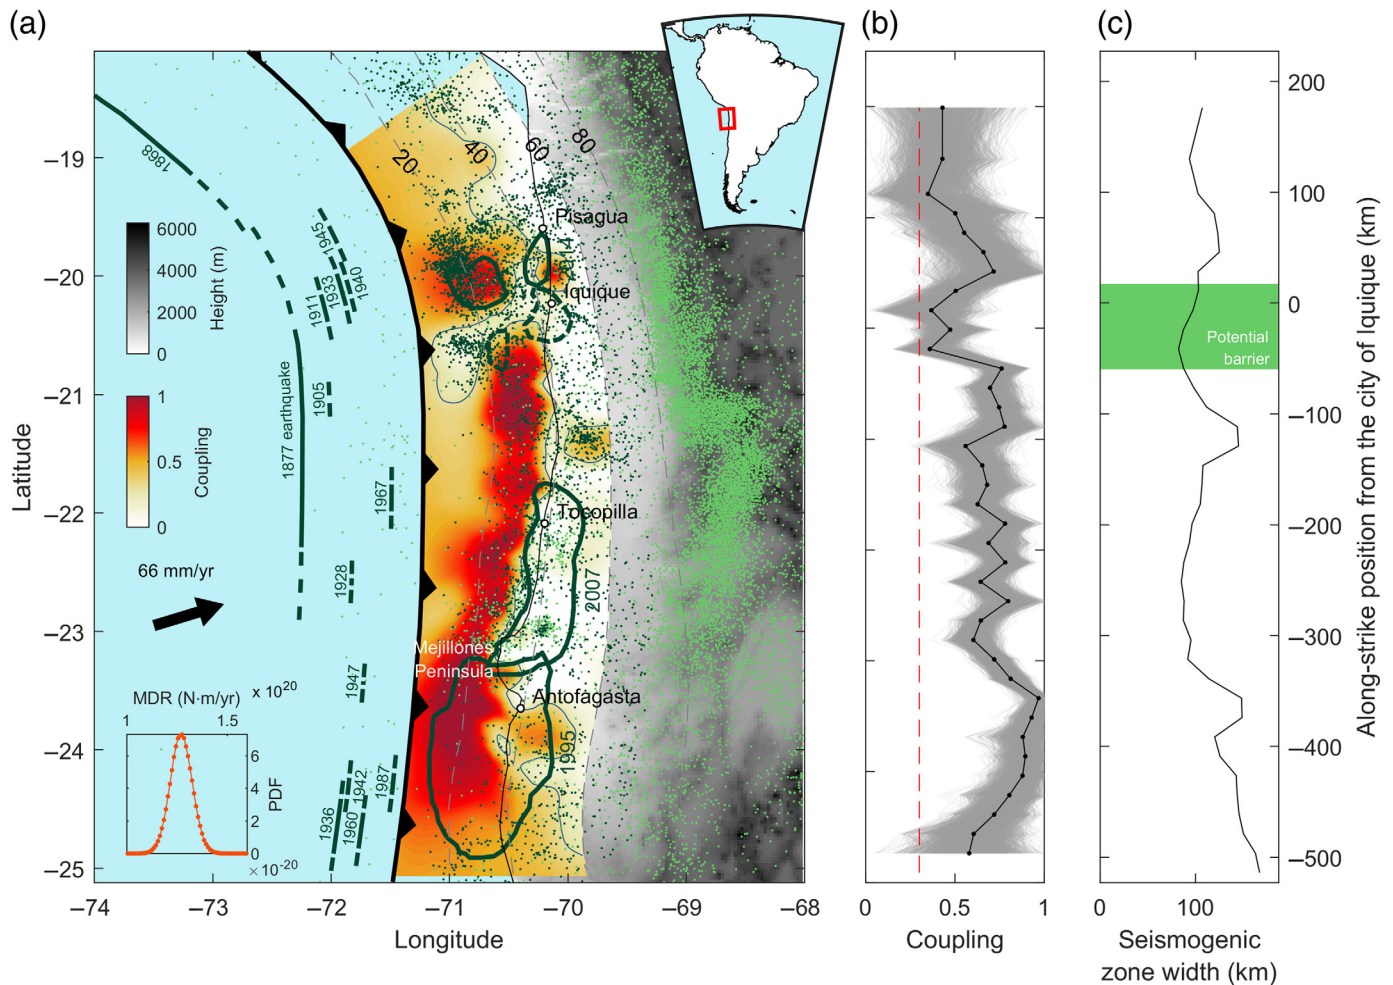 (a)
(b)
(c)
–19
–20
–21
–22
–23
–24
–25
Latitude
–74
–73
–72
–71
–70
–69
–68
Longitude
1868
1877 earthquake
1945
1933
1940
1911
1905
1967
1928
1947
1987
1942
1960
1936
20
40
60
80
Pisagua
2014
Iquique
Tocopilla
2007
Mejillones
Peninsula
Antofagasta
1995
6000
4000
2000
0
Height (m)
1
0.5
0
Coupling
66 mm/yr
MDR (N·m/yr)
x 10²⁰
1
1.5
6
4
2
0
PDF
× 10⁻²⁰
0
0.5
1
Coupling
Potential
barrier
0
100
Seismogenic
zone width (km)
200
100
0
–100
–200
–300
–400
–500
Along-strike position from the city of Iquique (km)